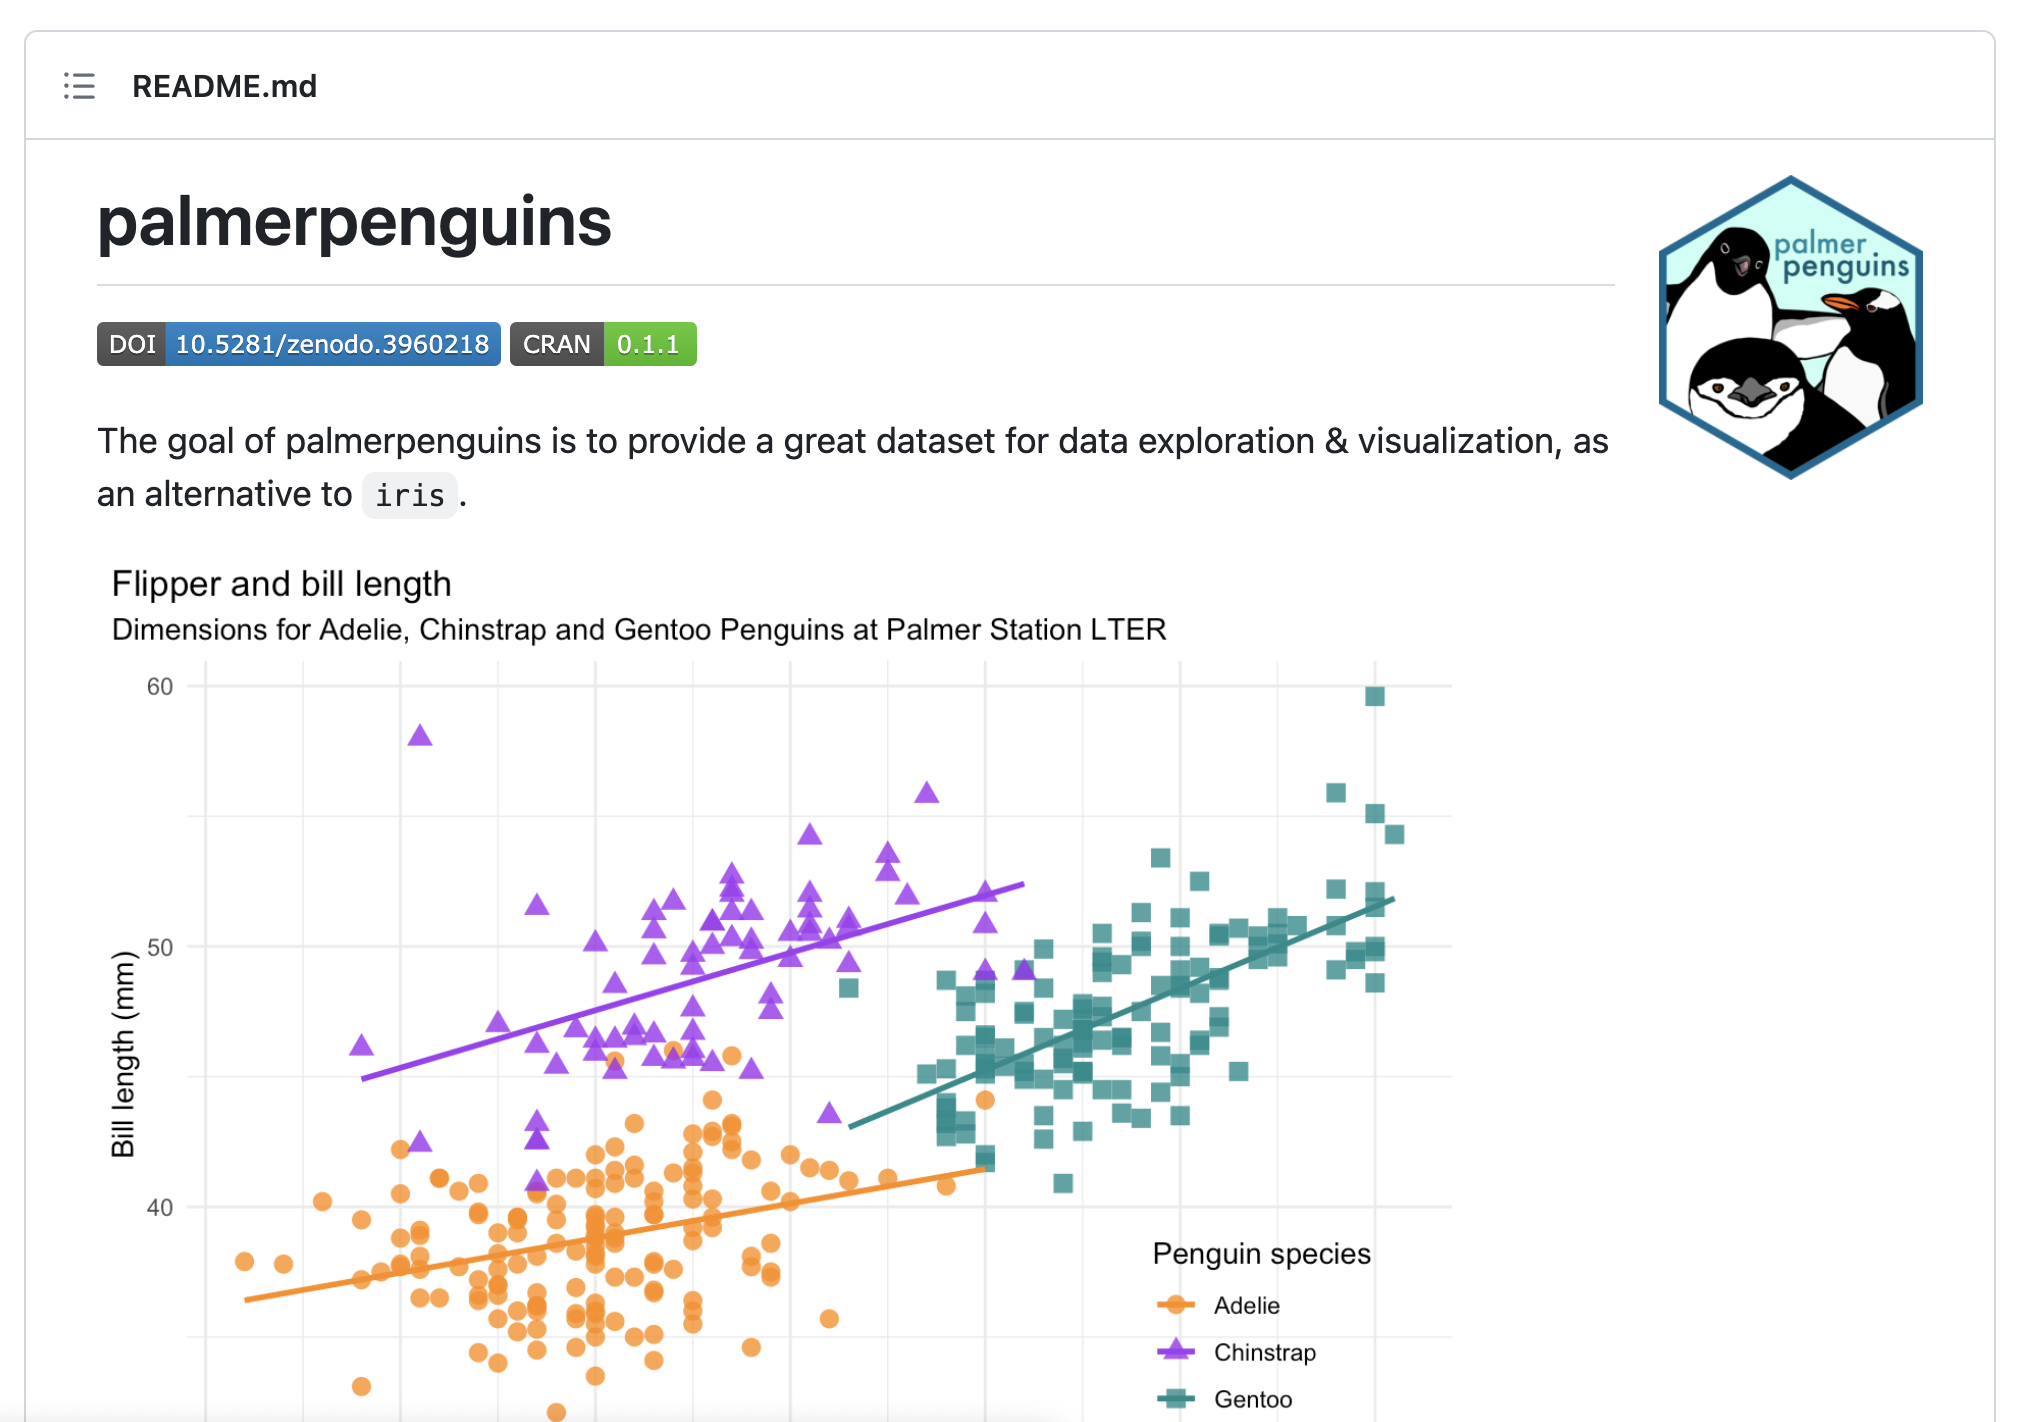 README.md
palmerpenguins
palmer
penguins
DOI 10.5281/zenodo.3960218 CRAN 0.1.1
The goal of palmerpenguins is to provide a great dataset for data exploration & visualization, as
an alternative to iris.
Flipper and bill length
Dimensions for Adelie, Chinstrap and Gentoo Penguins at Palmer Station LTER
60
50
40
Bill length (mm)
Penguin species
Adelie
Chinstrap
Gentoo